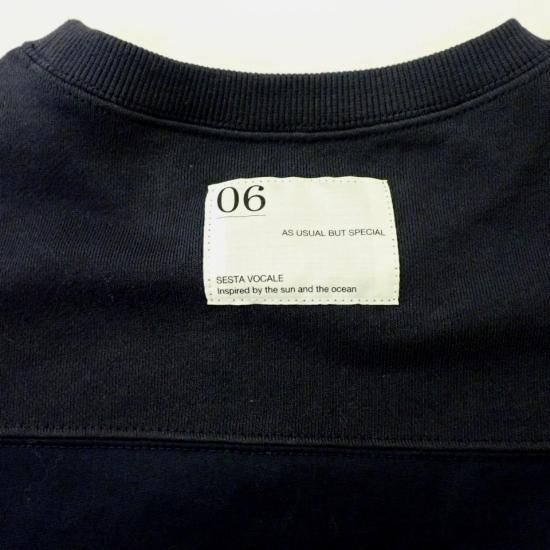 06
AS USUAL BUT SPECIAL
SESTA VOCALE
Inspired by the sun and the ocean